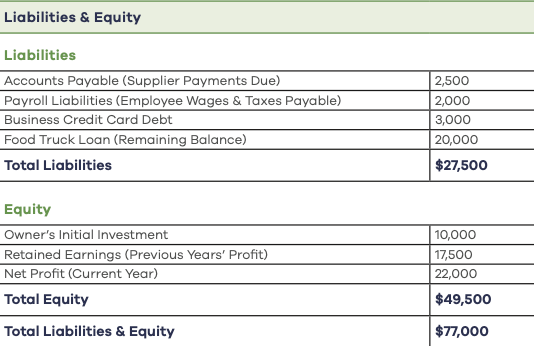 Liabilities & Equity
Liabilities
Accounts Payable (Supplier Payments Due) 2,500
Payroll Liabilities (Employee Wages & Taxes Payable) 2,000
Business Credit Card Debt 3,000
Food Truck Loan (Remaining Balance) 20,000
Total Liabilities $27,500
Equity
Owner's Initial Investment 10,000
Retained Earnings (Previous Years' Profit) 17,500
Net Profit (Current Year) 22,000
Total Equity $49,500
Total Liabilities & Equity $77,000